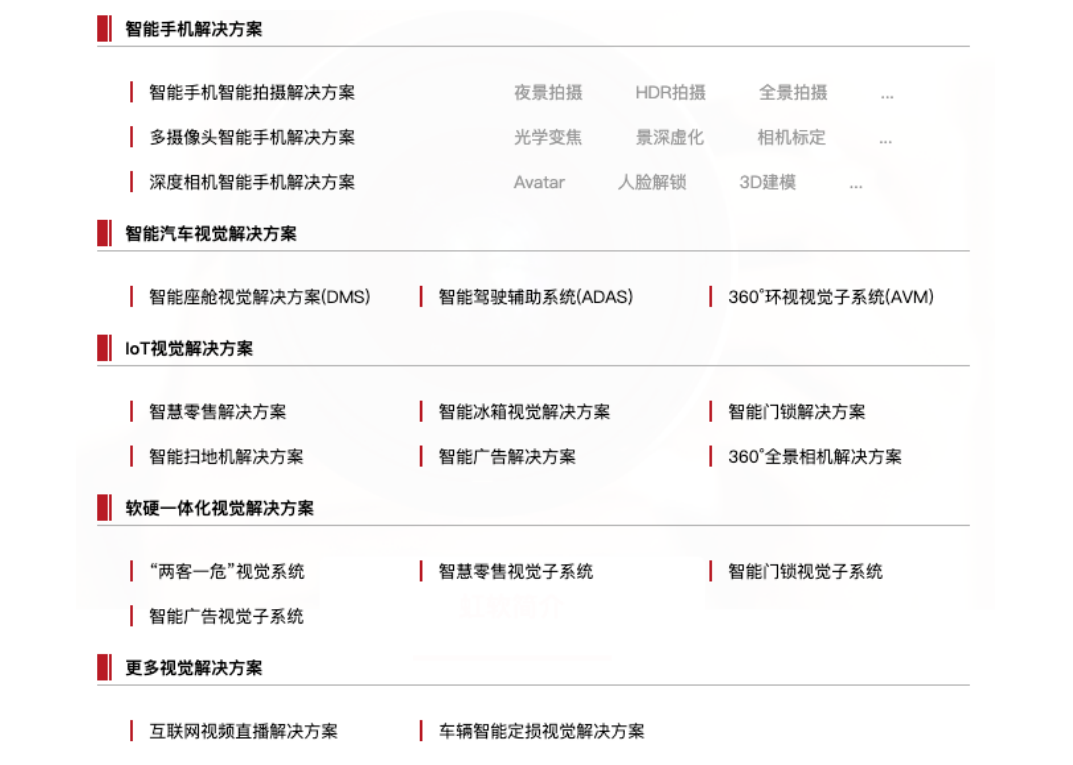 智能手机解决方案
智能手机智能拍摄解决方案 夜景拍摄 HDR拍摄 全景拍摄 ...
多摄像头智能手机解决方案 光学变焦 景深虚化 相机标定 ...
深度相机智能手机解决方案 Avatar 人脸解锁 3D建模 ...
智能汽车视觉解决方案
智能座舱视觉解决方案(DMS) 智能驾驶辅助系统(ADAS) 360°环视视觉子系统(AVM)
IoT视觉解决方案
智慧零售解决方案 智能冰箱视觉解决方案 智能门锁解决方案
智能扫地机解决方案 智能广告解决方案 360°全景相机解决方案
软硬一体化视觉解决方案
“两客一危”视觉系统 智慧零售视觉子系统 智能门锁视觉子系统
智能广告视觉子系统
更多视觉解决方案
互联网视频直播解决方案 车辆智能定损视觉解决方案